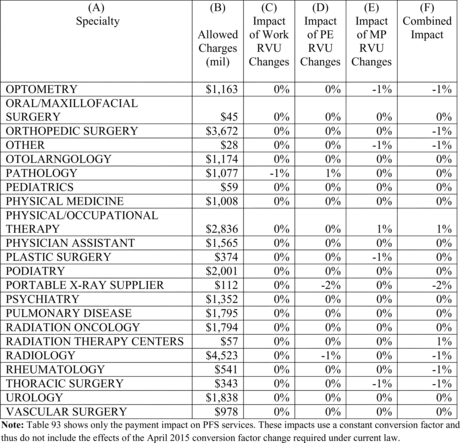 (A) (B) (C) (D) (E) (F)
Specialty Allowed Charges (mil) Impact of Work RVU Changes Impact of PE RVU Changes Impact of MP RVU Changes Combined Impact
OPTOMETRY $1,163 0% 0% -1% -1%
ORAL/MAXILLOFACIAL
SURGERY $45 0% 0% 0% 0%
ORTHOPEDIC SURGERY $3,672 0% 0% 0% -1%
OTHER $28 0% 0% -1% -1%
OTOLARNGOLOGY $1,174 0% 0% 0% 0%
PATHOLOGY $1,077 -1% 1% 0% 0%
PEDIATRICS $59 0% 0% 0% 0%
PHYSICAL MEDICINE $1,008 0% 0% 0% 0%
PHYSICAL/OCCUPATIONAL
THERAPY $2,836 0% 0% 1% 1%
PHYSICIAN ASSISTANT $1,565 0% 0% 0% 0%
PLASTIC SURGERY $374 0% 0% -1% 0%
PODIATRY $2,001 0% 0% 0% 0%
PORTABLE X-RAY SUPPLIER $112 0% -2% 0% -2%
PSYCHIATRY $1,352 0% 0% 0% 0%
PULMONARY DISEASE $1,795 0% 0% 0% 0%
RADIATION ONCOLOGY $1,794 0% 0% 0% 0%
RADIATION THERAPY CENTERS $57 0% 0% 0% 1%
RADIOLOGY $4,523 0% -1% 0% -1%
RHEUMATOLOGY $541 0% 0% 0% -1%
THORACIC SURGERY $343 0% 0% -1% -1%
UROLOGY $1,838 0% 0% 0% 0%
VASCULAR SURGERY $978 0% 0% 0% 0%
Note: Table 93 shows only the payment impact on PFS services. These impacts use a constant conversion factor and
thus do not include the effects of the April 2015 conversion factor change required under current law.